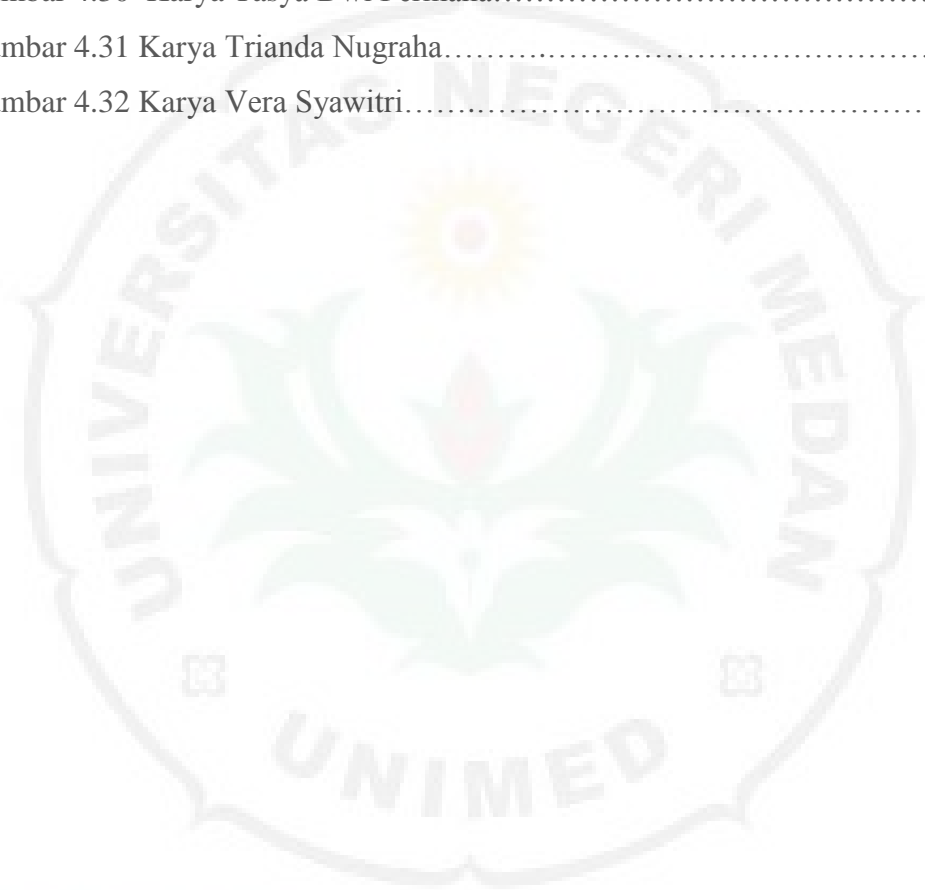 mbar 4.31 Karya Trianda Nugraha……….……………………………………
mbar 4.32 Karya Vera Syawitri…….…………………………………………
UNIVERSITAS NEGERI MEDAN
UNIMED